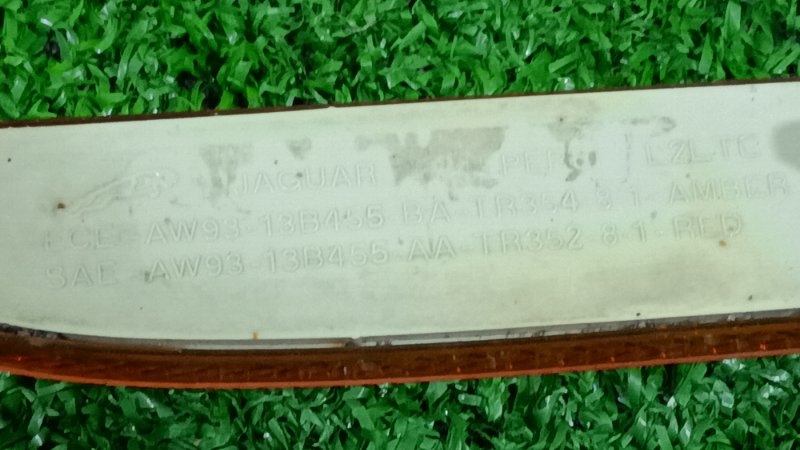 JAGUAR
ECE-AW93-13B455-BA-TR354 8·1·AMBER
SAE-AW93-13B455-AA-TR352 8·1·RED